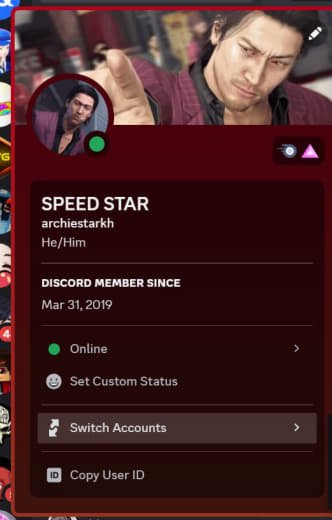 SPEED STAR
archiestarkh
He/Him
DISCORD MEMBER SINCE
Mar 31, 2019
Online
Set Custom Status
Switch Accounts
ID Copy User ID